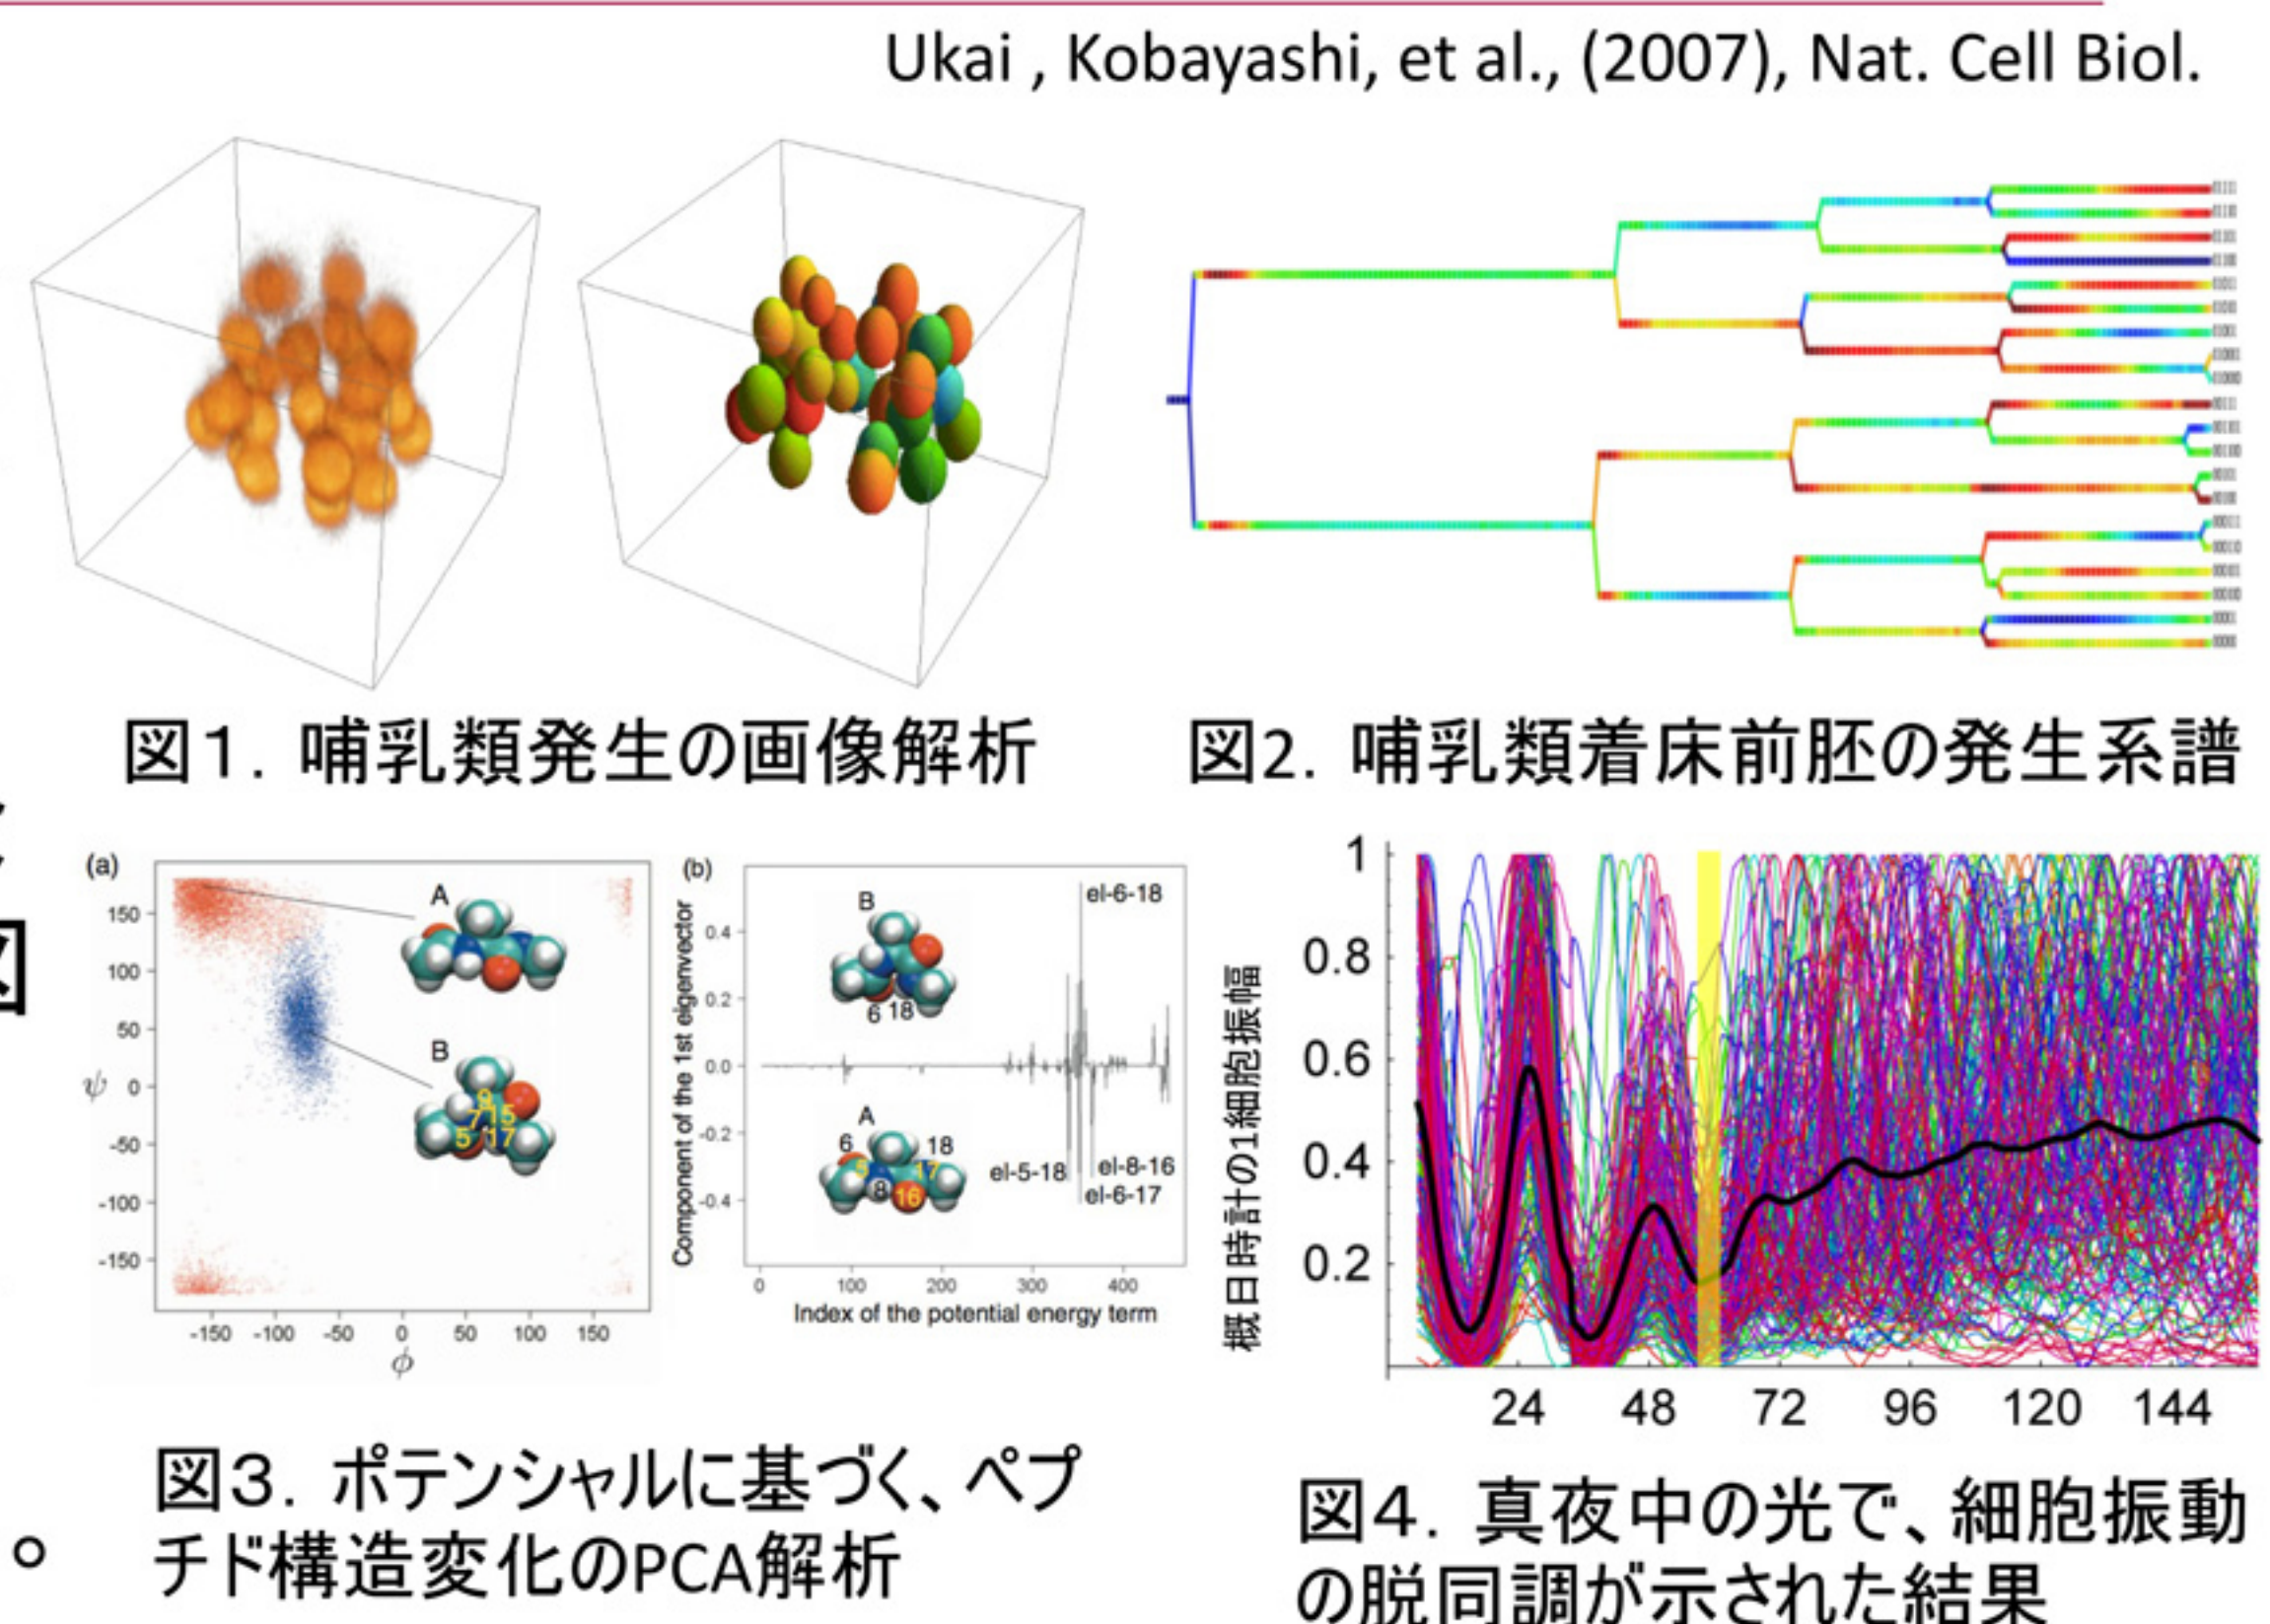 Ukai , Kobayashi, et al., (2007), Nat. Cell Biol.
図1. 哺乳類発生の画像解析
図2. 哺乳類着床前胚の発生系譜
(a)
A
B
9
7 15
5 17
150
100
50
0
-50
-100
-150
ψ
-150 -100 -50 0 50 100 150
ϕ
(b)
Component of the 1st eigenvector
0.4
0.2
0.0
-0.2
-0.4
B
6 18
el-6-18
A
6 18
5 17
8 16
el-5-18
el-8-16
el-6-17
0 100 200 300 400
Index of the potential energy term
概日時計の1細胞振幅
1
0.8
0.6
0.4
0.2
24 48 72 96 120 144
図3. ポテンシャルに基づく、ペプ
チド構造変化のPCA解析
図4. 真夜中の光で、細胞振動
の脱同調が示された結果
。